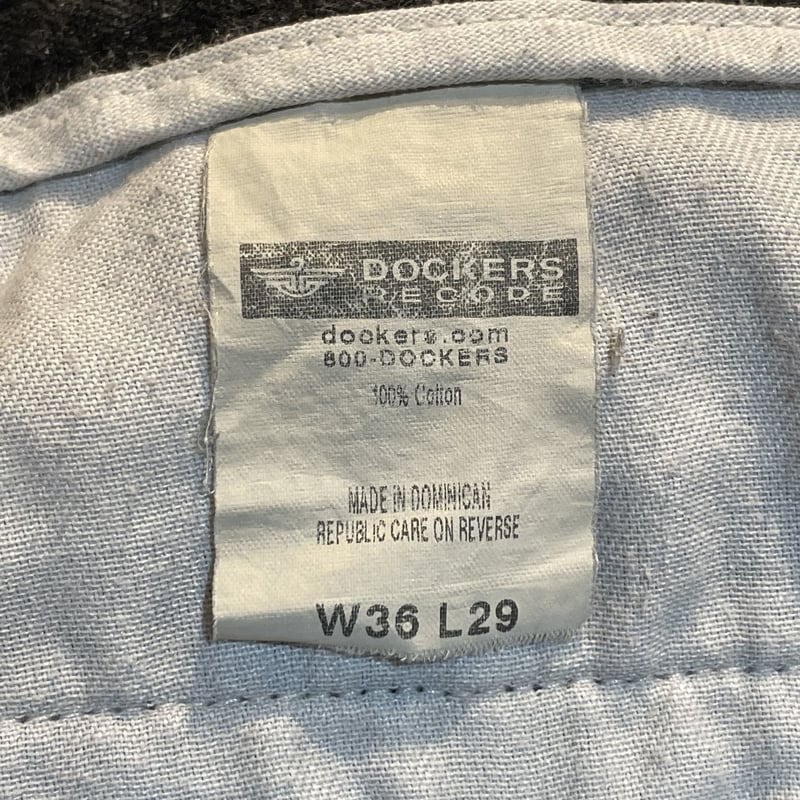 DOCKERS
RECODE
dockers.com
800-DOCKERS
100% Cotton
MADE IN DOMINICAN
REPUBLIC CARE ON REVERSE
W36 L29